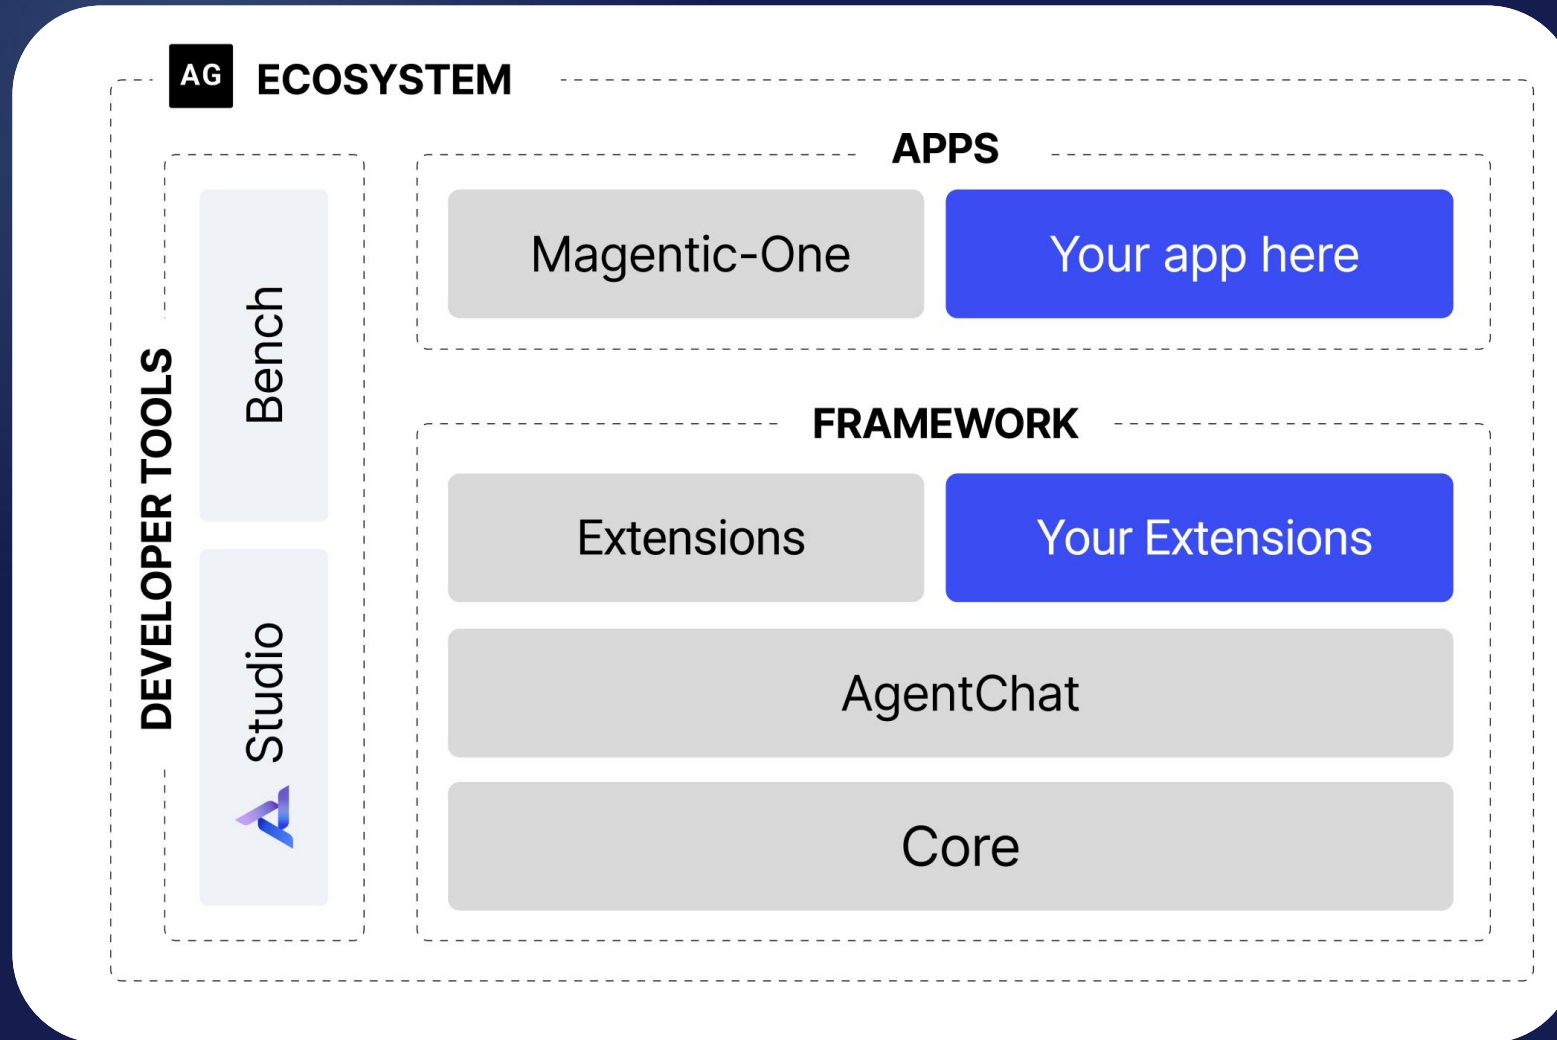 AG ECOSYSTEM
DEVELOPER TOOLS
Bench
Studio
APPS
Magentic-One
Your app here
FRAMEWORK
Extensions
Your Extensions
AgentChat
Core